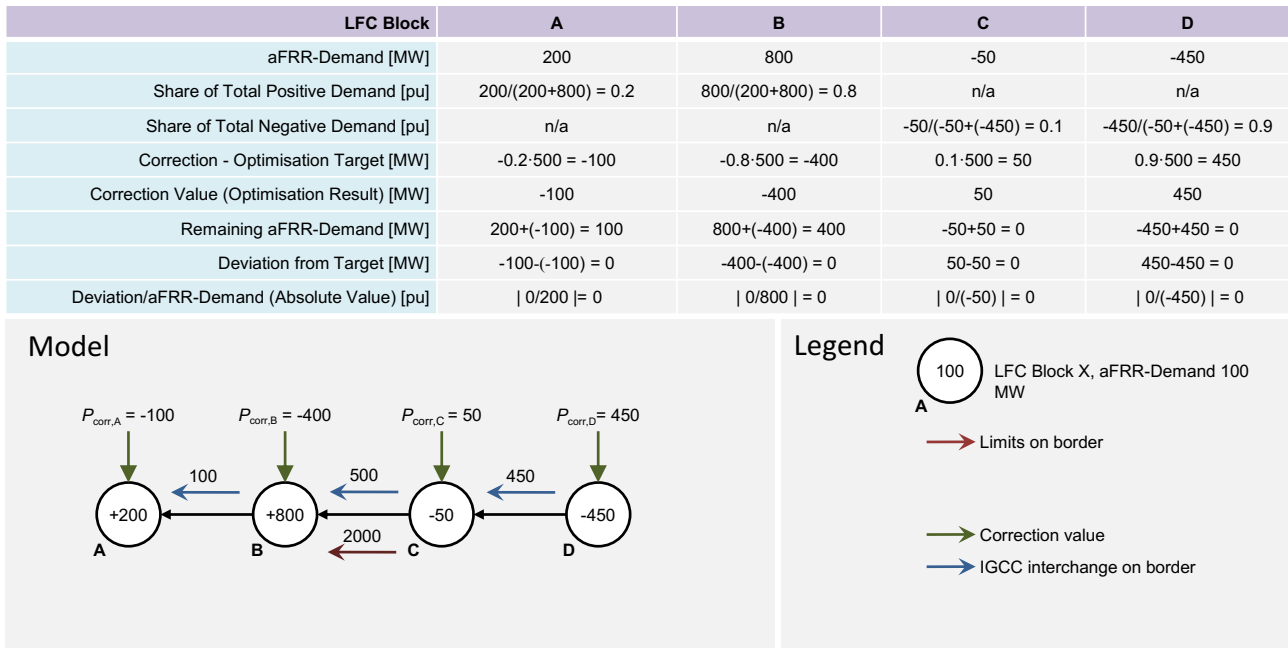 LFC Block A B C D
aFRR-Demand [MW] 200 800 -50 -450
Share of Total Positive Demand [pu] 200/(200+800) = 0.2 800/(200+800) = 0.8 n/a n/a
Share of Total Negative Demand [pu] n/a n/a -50/(-50+(-450) = 0.1 -450/(-50+(-450) = 0.9
Correction - Optimisation Target [MW] -0.2·500 = -100 -0.8·500 = -400 0.1·500 = 50 0.9·500 = 450
Correction Value (Optimisation Result) [MW] -100 -400 50 450
Remaining aFRR-Demand [MW] 200+(-100) = 100 800+(-400) = 400 -50+50 = 0 -450+450 = 0
Deviation from Target [MW] -100-(-100) = 0 -400-(-400) = 0 50-50 = 0 450-450 = 0
Deviation/aFRR-Demand (Absolute Value) [pu] | 0/200 |= 0 | 0/800 | = 0 | 0/(-50) | = 0 | 0/(-450) | = 0
Model
Pcorr,A = -100 Pcorr,B = -400 Pcorr,C = 50 Pcorr,D= 450
100 500 450
+200 +800 -50 -450
A B C D
2000
Legend
100 LFC Block X, aFRR-Demand 100
MW
A
Limits on border
Correction value
IGCC interchange on border